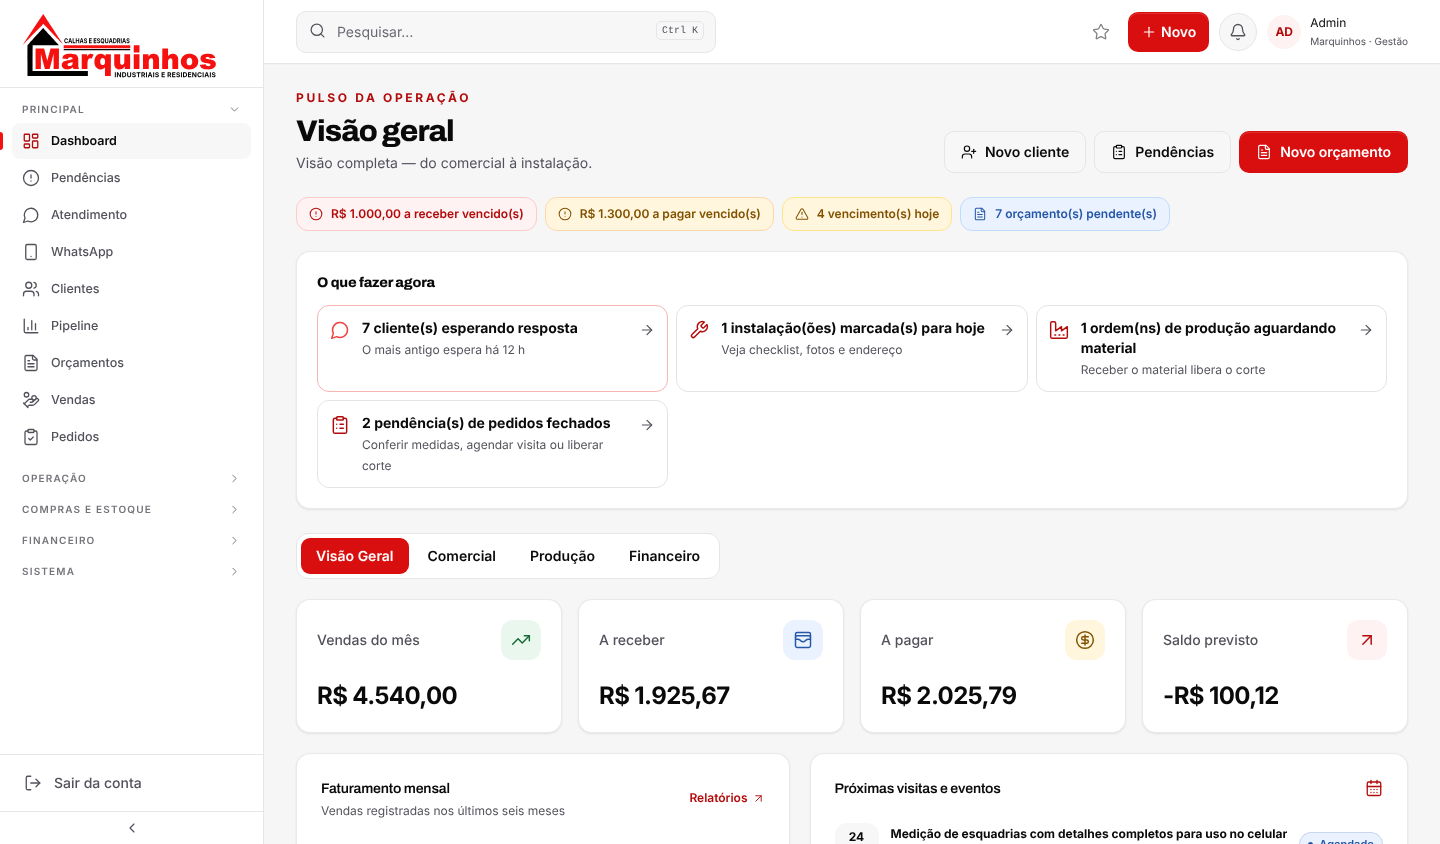 CALHAS E ESQUADRIAS
Marquinhos
INDUSTRIAIS E RESIDENCIAIS
Pesquisar...
Ctrl K
Novo
AD
Admin
Marquinhos · Gestão
PRINCIPAL
Dashboard
Pendências
Atendimento
WhatsApp
Clientes
Pipeline
Orçamentos
Vendas
Pedidos
OPERAÇÃO
COMPRAS E ESTOQUE
FINANCEIRO
SISTEMA
Sair da conta
PULSO DA OPERAÇÃO
Visão geral
Visão completa — do comercial à instalação.
Novo cliente
Pendências
Novo orçamento
R$ 1.000,00 a receber vencido(s)
R$ 1.300,00 a pagar vencido(s)
4 vencimento(s) hoje
7 orçamento(s) pendente(s)
O que fazer agora
7 cliente(s) esperando resposta
O mais antigo espera há 12 h
1 instalação(ões) marcada(s) para hoje
Veja checklist, fotos e endereço
1 ordem(ns) de produção aguardando
material
Receber o material libera o corte
2 pendência(s) de pedidos fechados
Conferir medidas, agendar visita ou liberar
corte
Visão Geral
Comercial
Produção
Financeiro
Vendas do mês
R$ 4.540,00
A receber
R$ 1.925,67
A pagar
R$ 2.025,79
Saldo previsto
-R$ 100,12
Faturamento mensal
Vendas registradas nos últimos seis meses
Relatórios
Próximas visitas e eventos
24
Medição de esquadrias com detalhes completos para uso no celular
Agendado